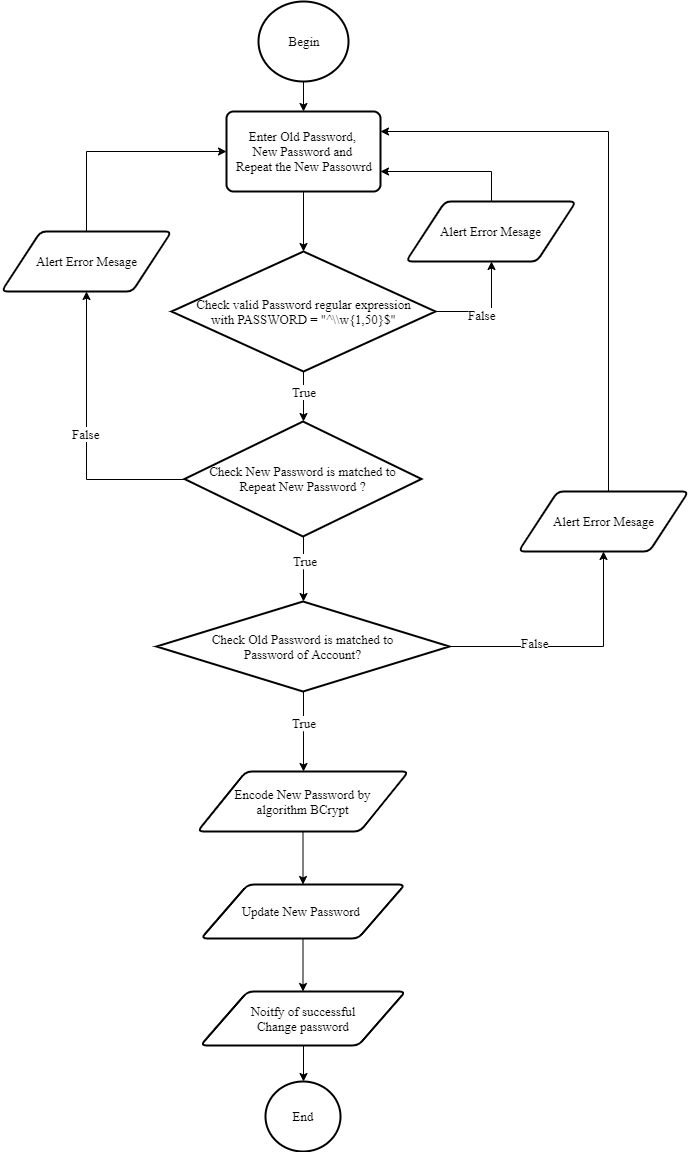 Begin
Enter Old Password,
New Password and
Repeat the New Passowrd
Alert Error Mesage
Alert Error Mesage
Check valid Password regular expression
with PASSWORD = "^\\w{1,50}$"
False
True
False
Check New Password is matched to
Repeat New Password ?
Alert Error Mesage
True
Check Old Password is matched to
Password of Account?
False
True
Encode New Password by
algorithm BCrypt
Update New Password
Noitfy of successful
Change password
End